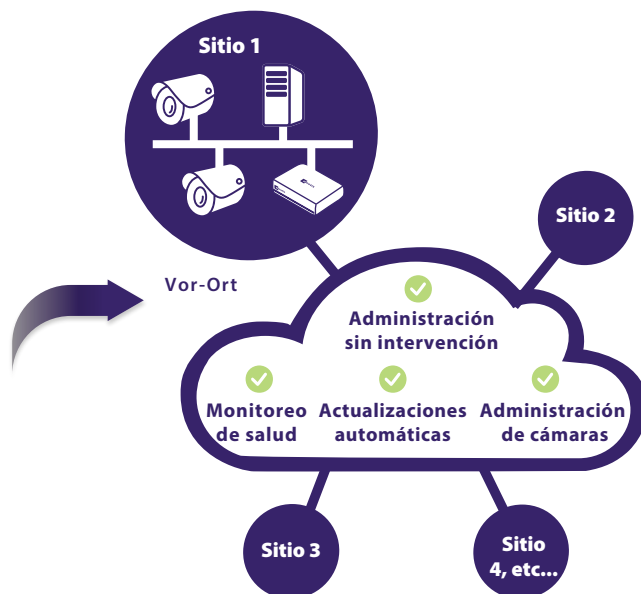 Sitio 1
Sitio 2
Vor-Ort
Administración
sin intervención
Monitoreo
de salud
Actualizaciones
automáticas
Administración
de cámaras
Sitio 3
Sitio
4, etc...